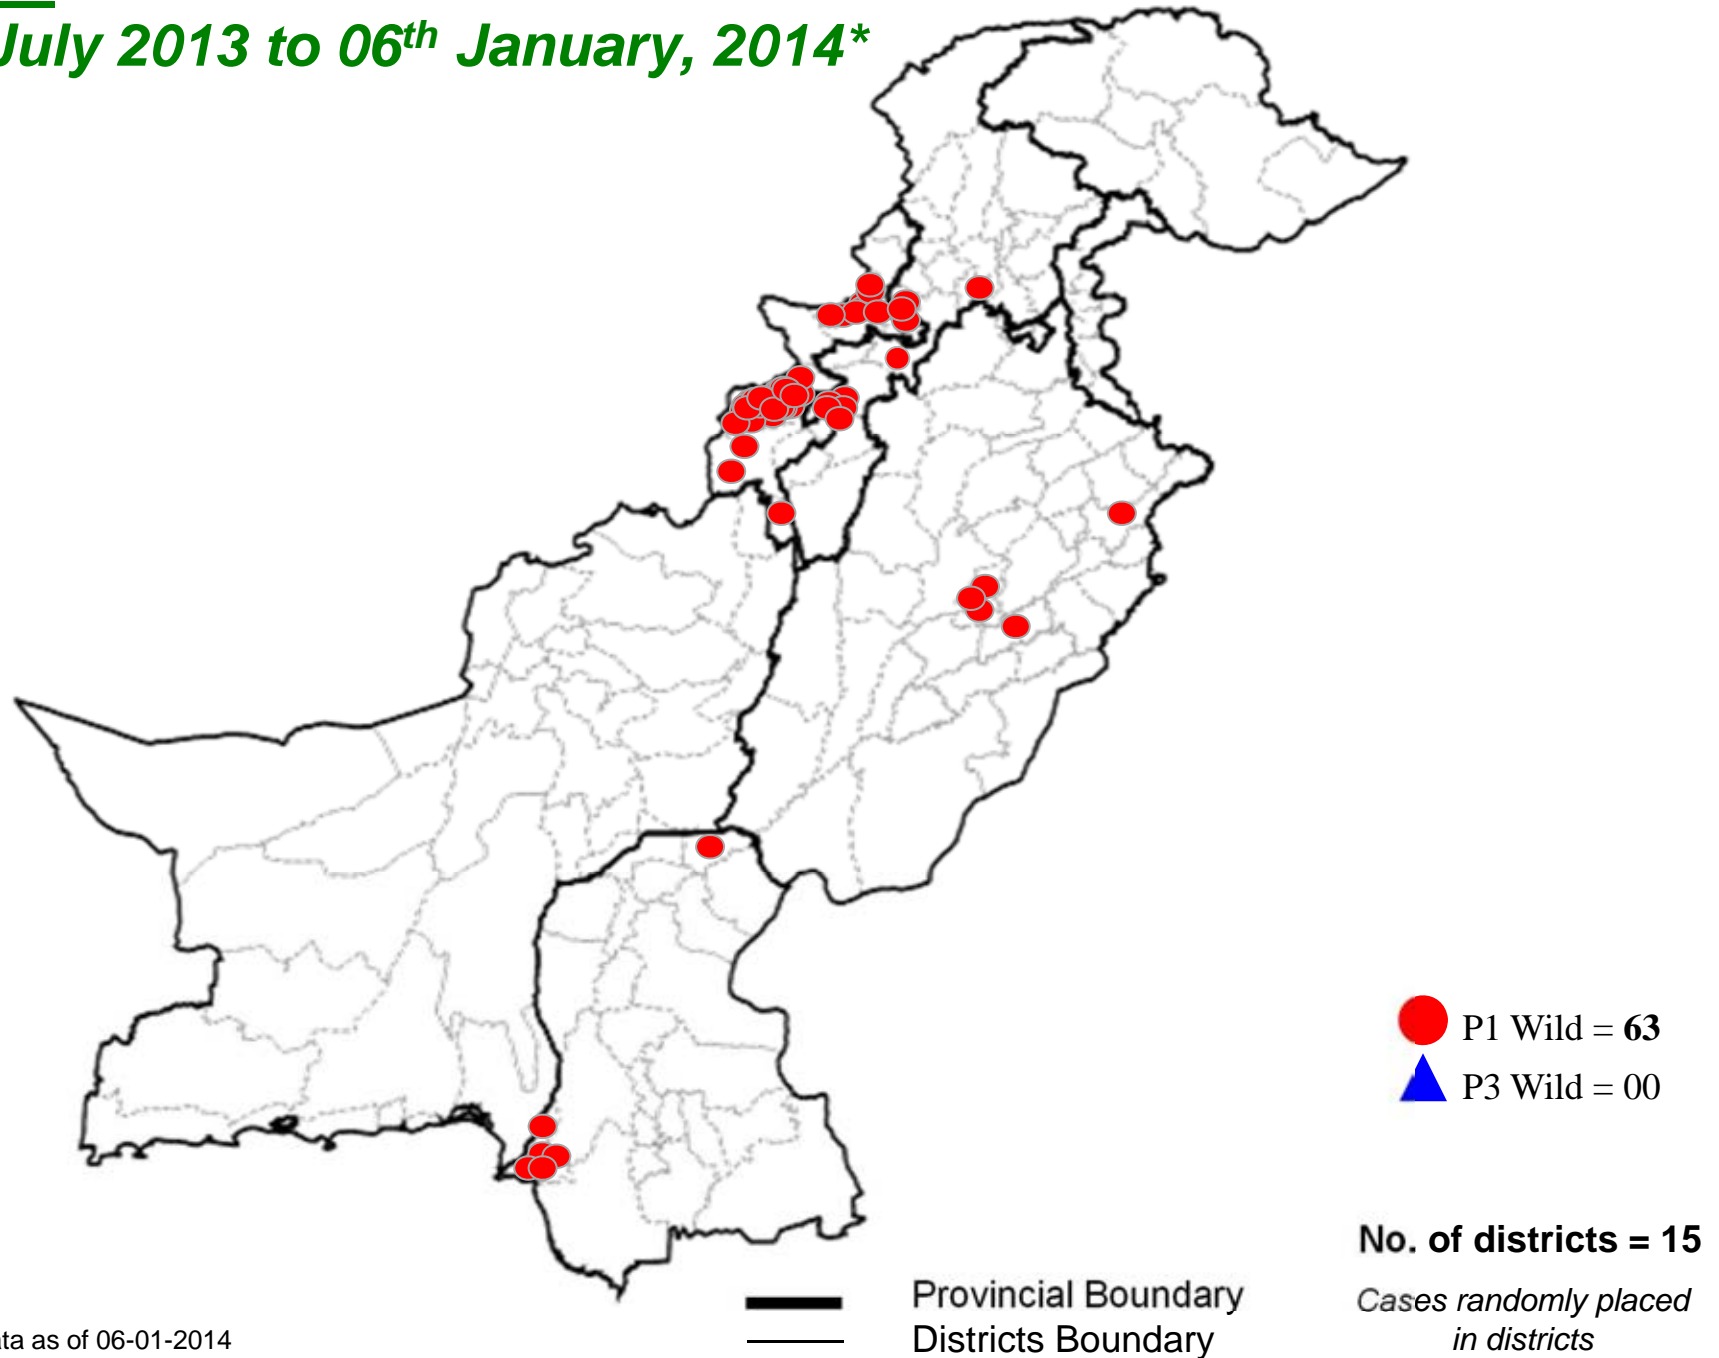 July 2013 to 06th January, 2014*
P1 Wild = 63
P3 Wild = 00
No. of districts = 15
Cases randomly placed
in districts
Provincial Boundary
Districts Boundary
as of 06-01-2014